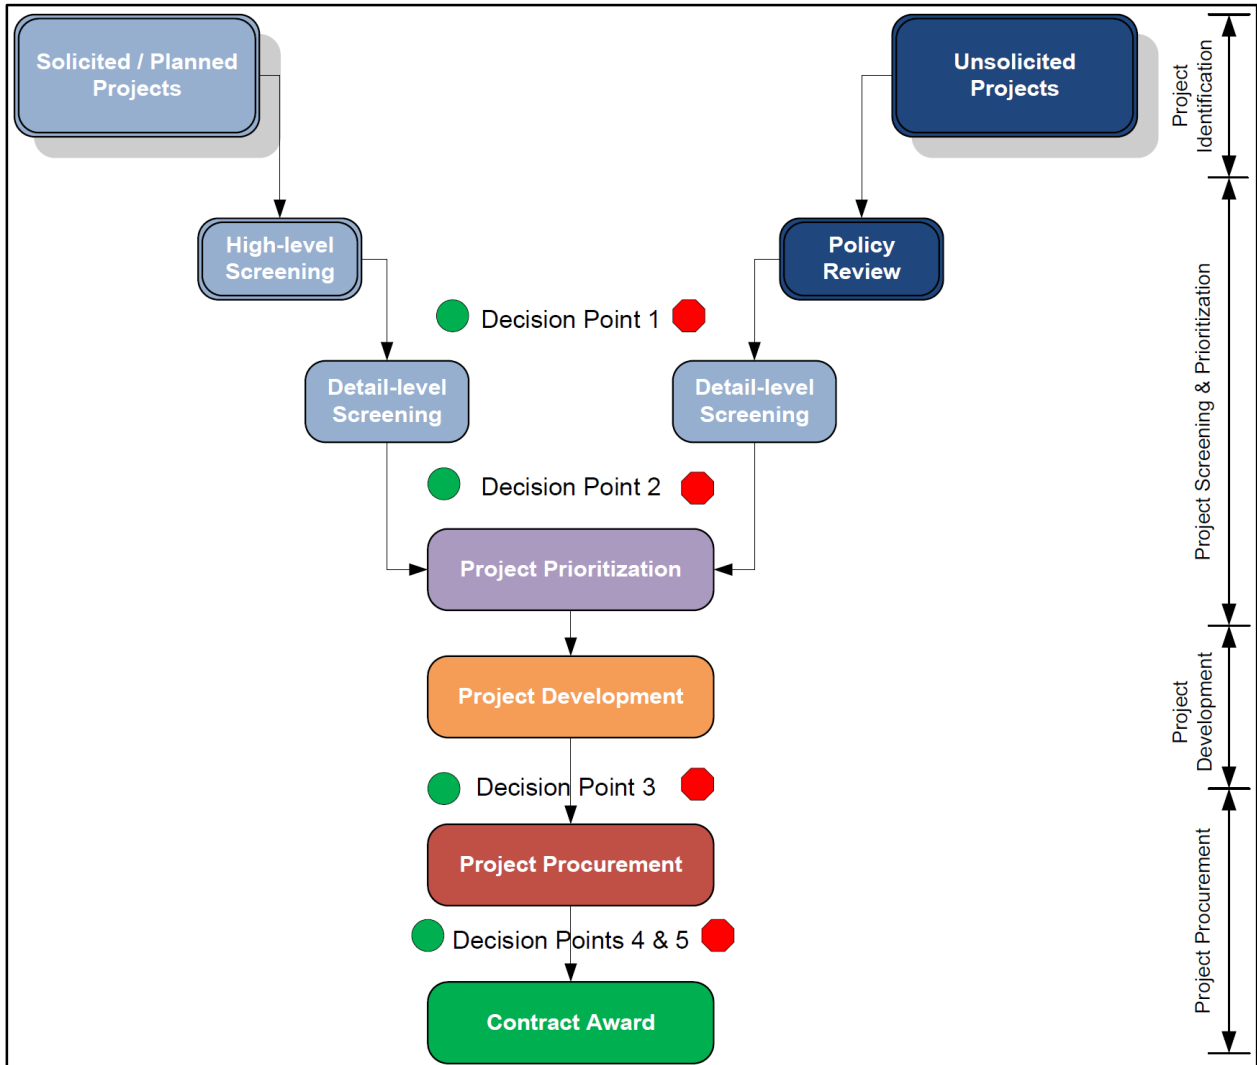 Solicited / Planned
Projects
Unsolicited
Projects
Project
Identification
High-level
Screening
Policy
Review
Decision Point 1
Detail-level
Screening
Detail-level
Screening
Project Screening & Prioritization
Decision Point 2
Project Prioritization
Project Development
Project
Development
Decision Point 3
Project Procurement
Decision Points 4 & 5
Project Procurement
Contract Award